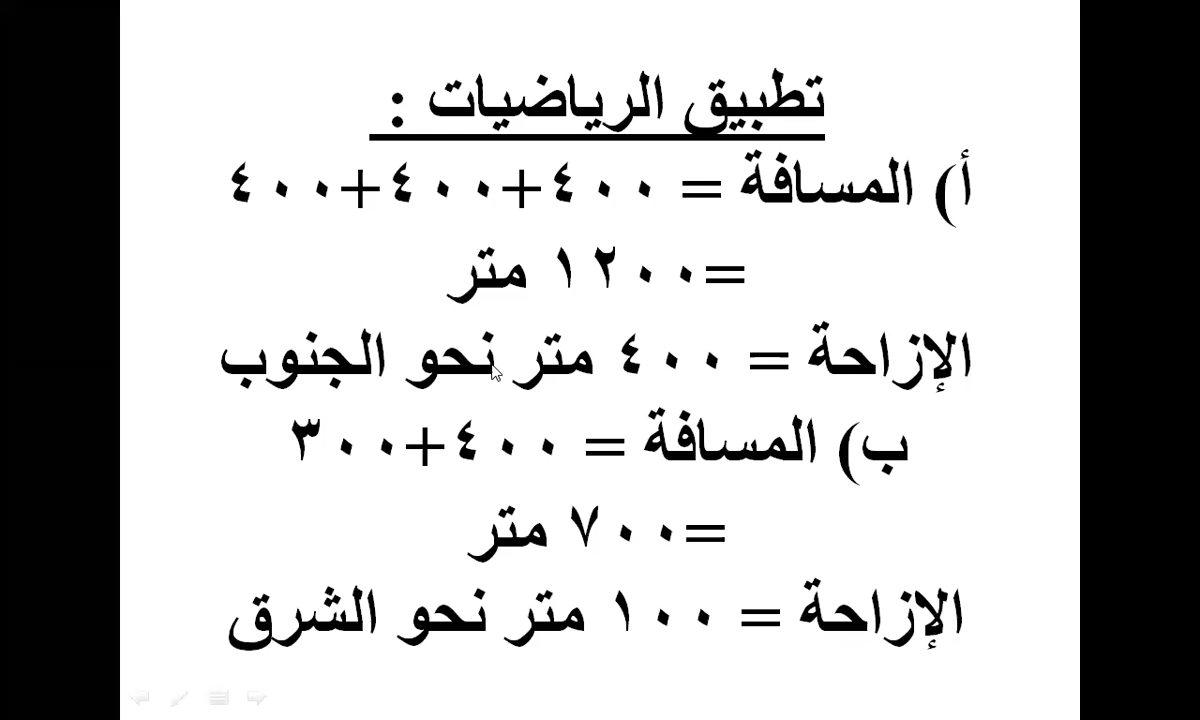 تطبيق الرياضيات :
أ) المسافة = ٤٠٠+٤٠٠+٤٠٠
=١٢٠٠ متر
الإزاحة = ٤٠٠ متر نحو الجنوب
ب) المسافة = ٤٠٠+٣٠٠
=٧٠٠ متر
الإزاحة = ١٠٠ متر نحو الشرق